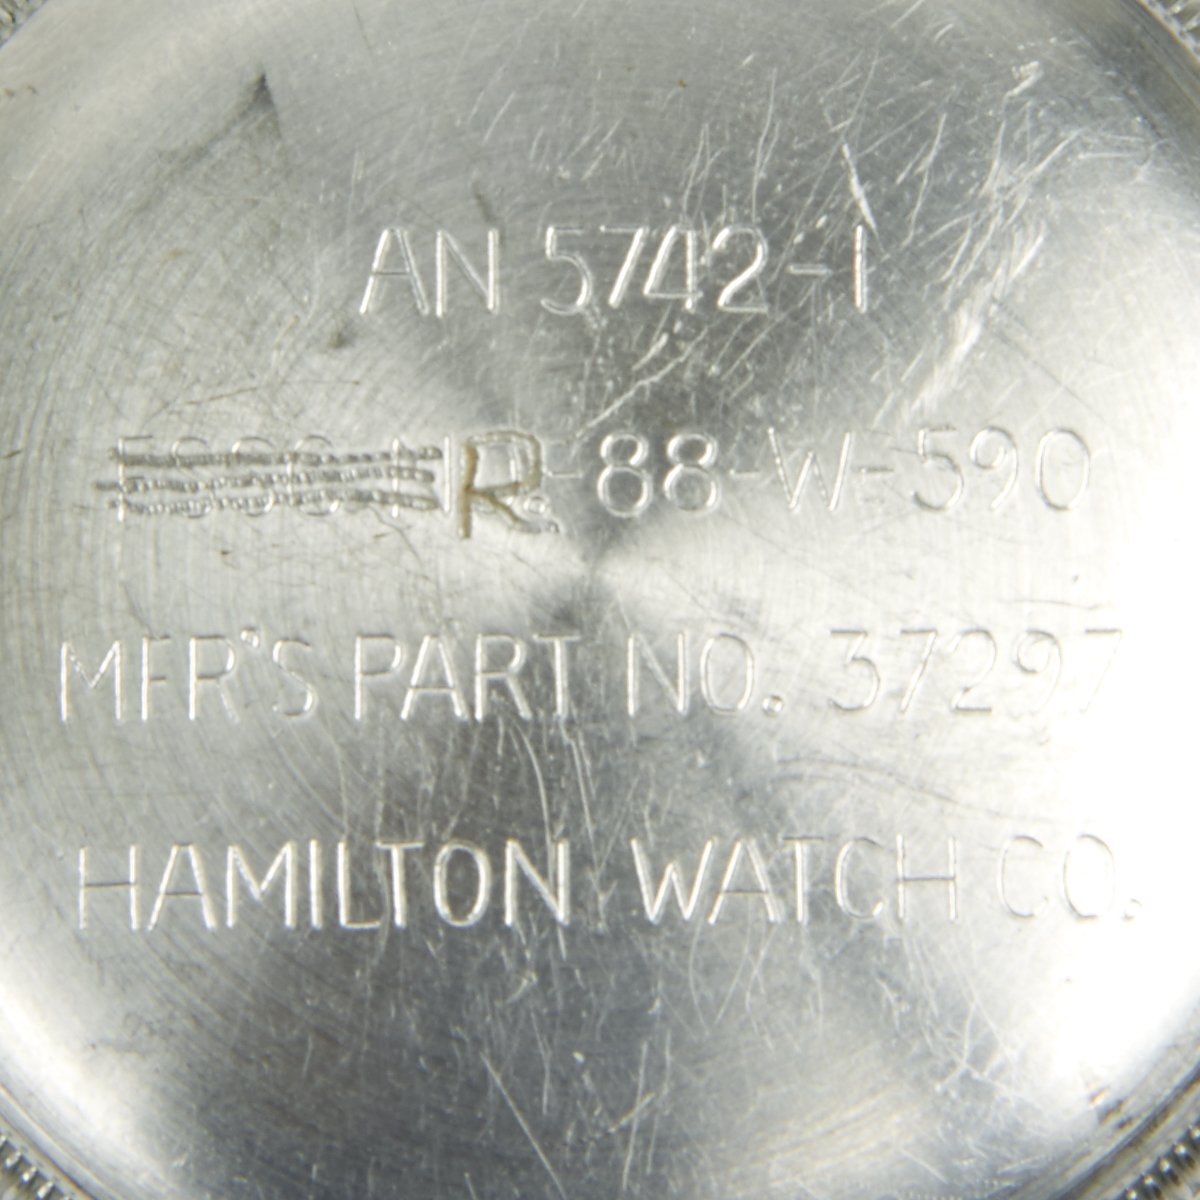 AN 5742-1
R-88-W-590
MFR'S PART NO. 37297
HAMILTON WATCH CO.